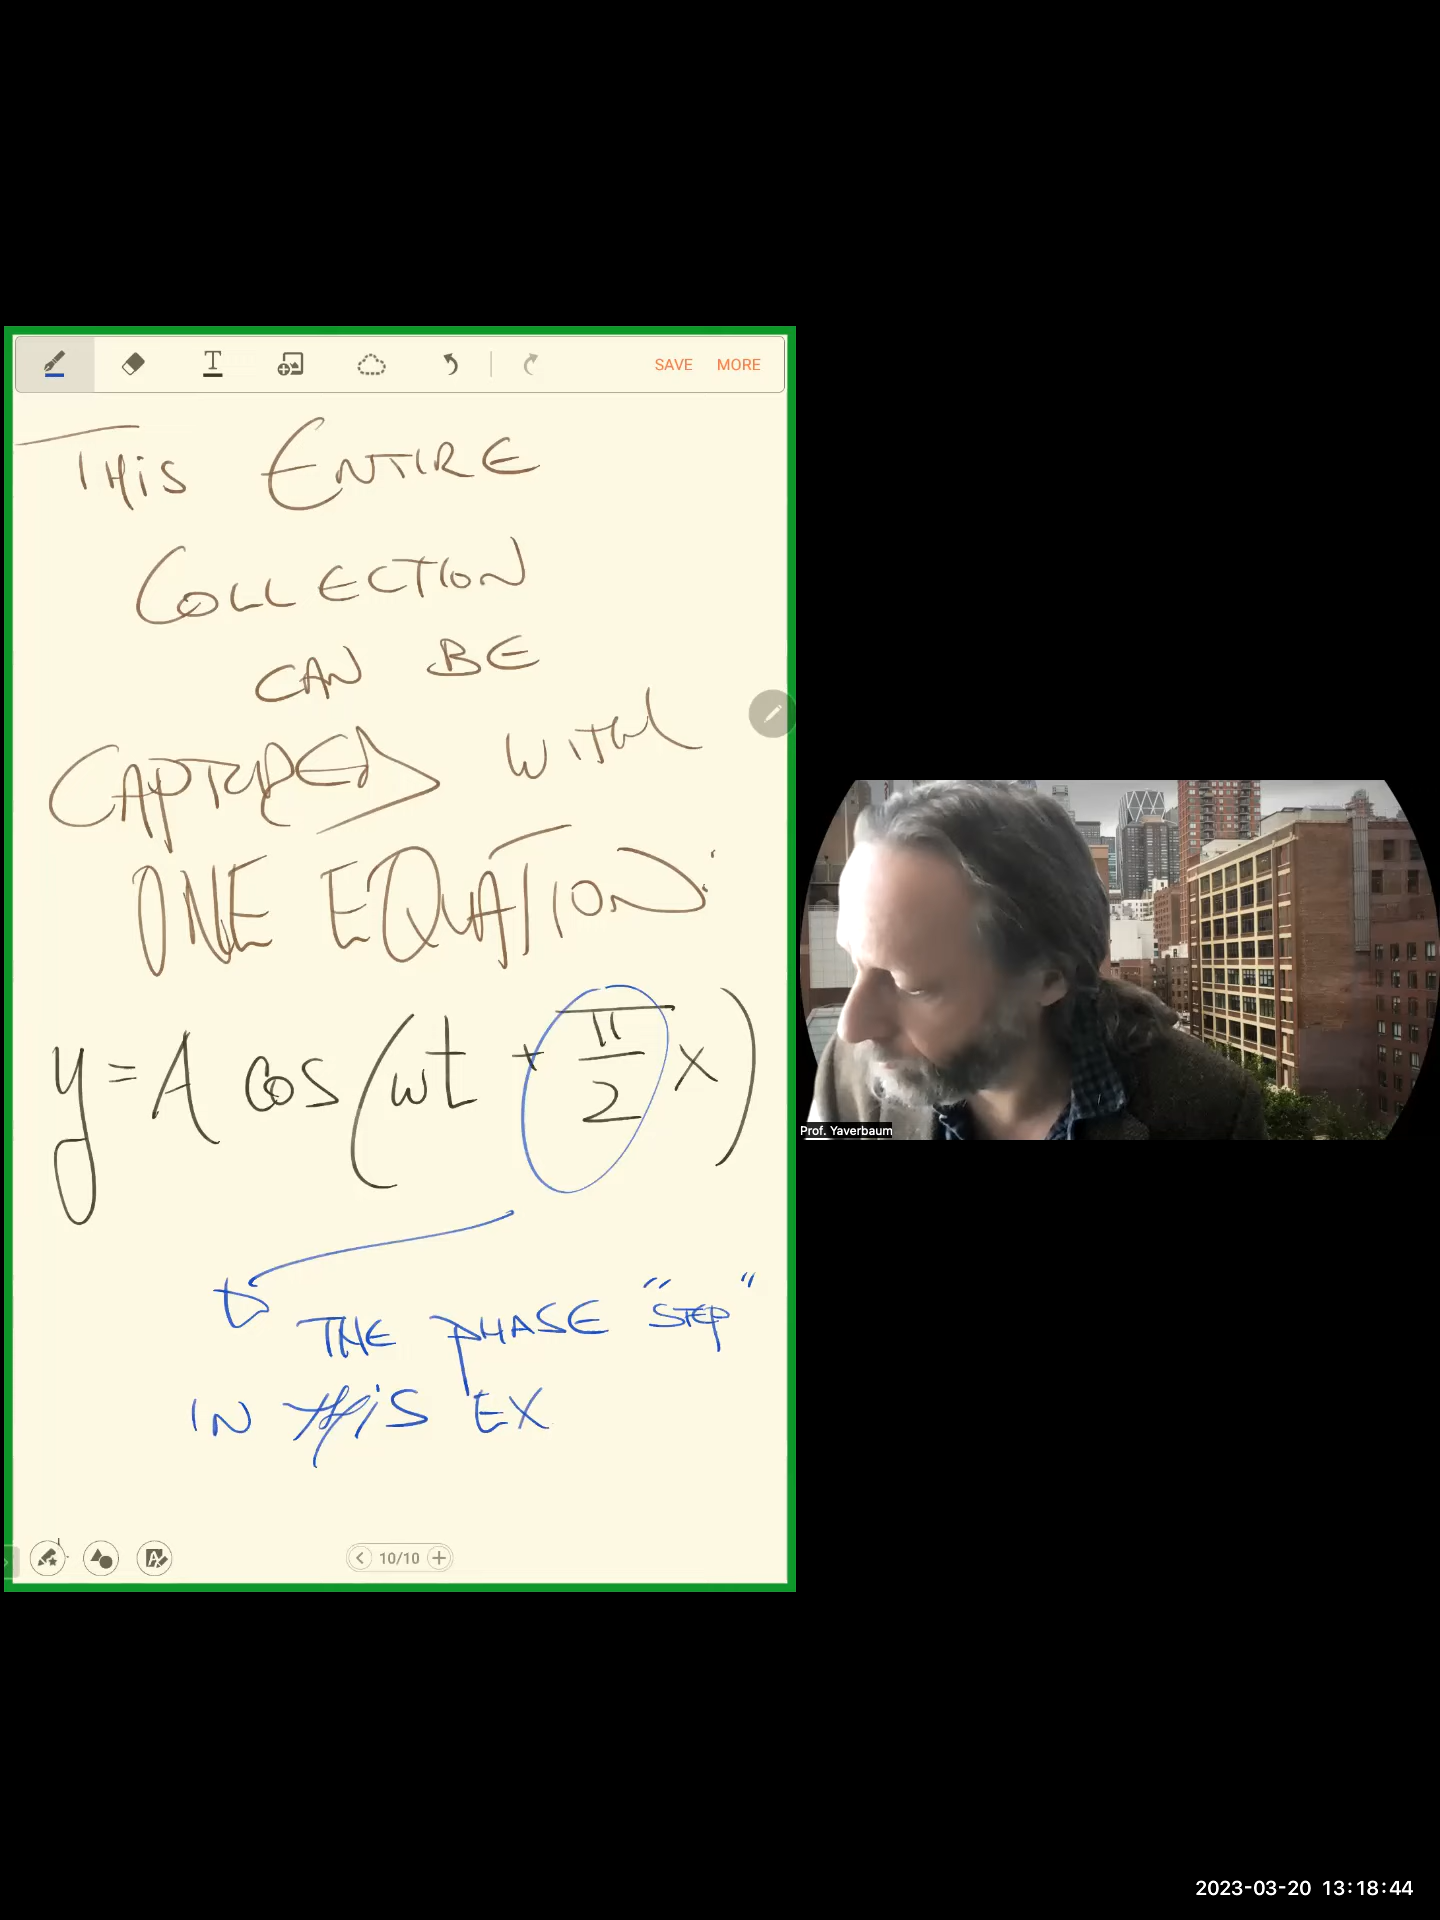 T
SAVE MORE
THIS ENTIRE
COLLECTION
CAN BE
CAPTURED WITH
ONE EQUATION:
y = A cos(ωt + π/2 x)
THE PHASE "STEP"
IN THIS EX
10/10
A
Prof. Yaverbaum
2023-03-20 13:18:44